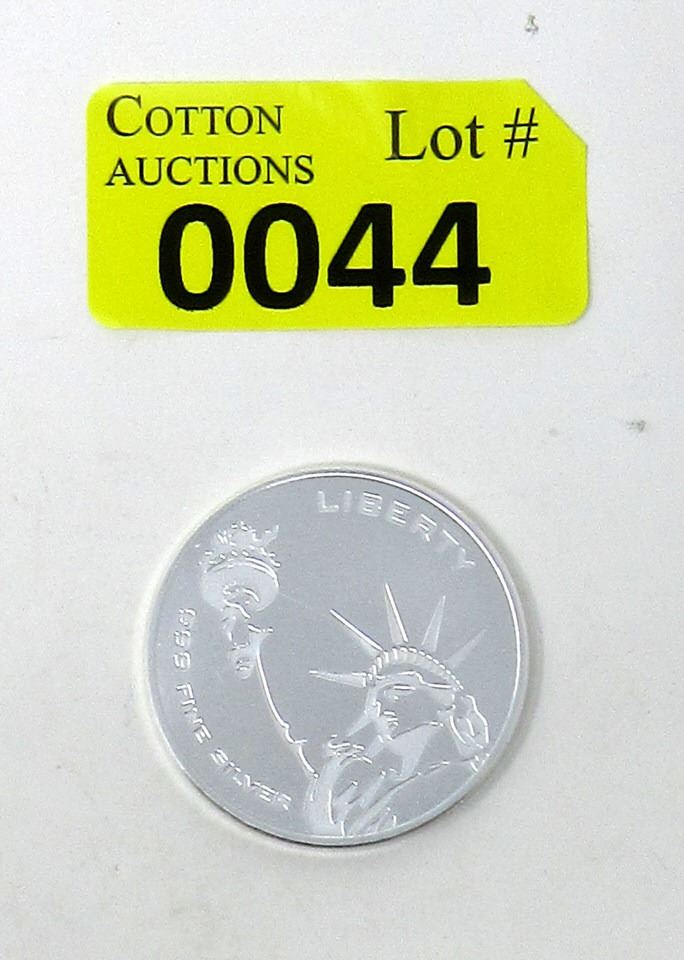 COTTON
AUCTIONS
Lot #
0044
LIBERTY
999 FINE SILVER